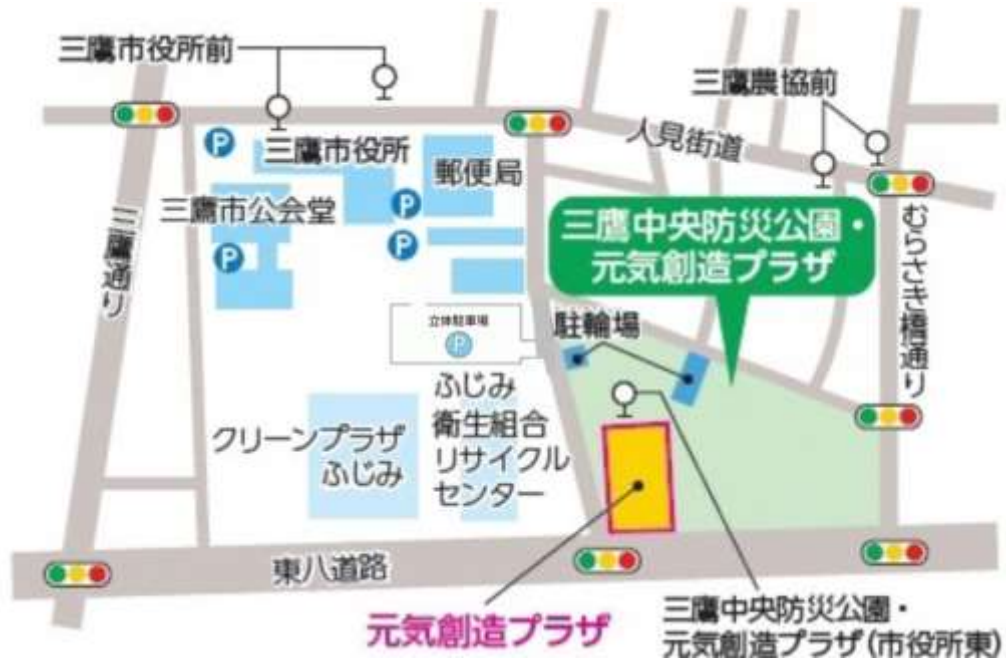 三鷹市役所前
三鷹農協前
人見街道
P
三鷹市役所
郵便局
三鷹市公会堂
P
P
P
三鷹通り
三鷹中央防災公園・
元気創造プラザ
むらさき橋通り
立体駐車場
P
駐輪場
ふじみ
衛生組合
リサイクル
センター
クリーンプラザ
ふじみ
東八道路
元気創造プラザ
三鷹中央防災公園・
元気創造プラザ(市役所東)